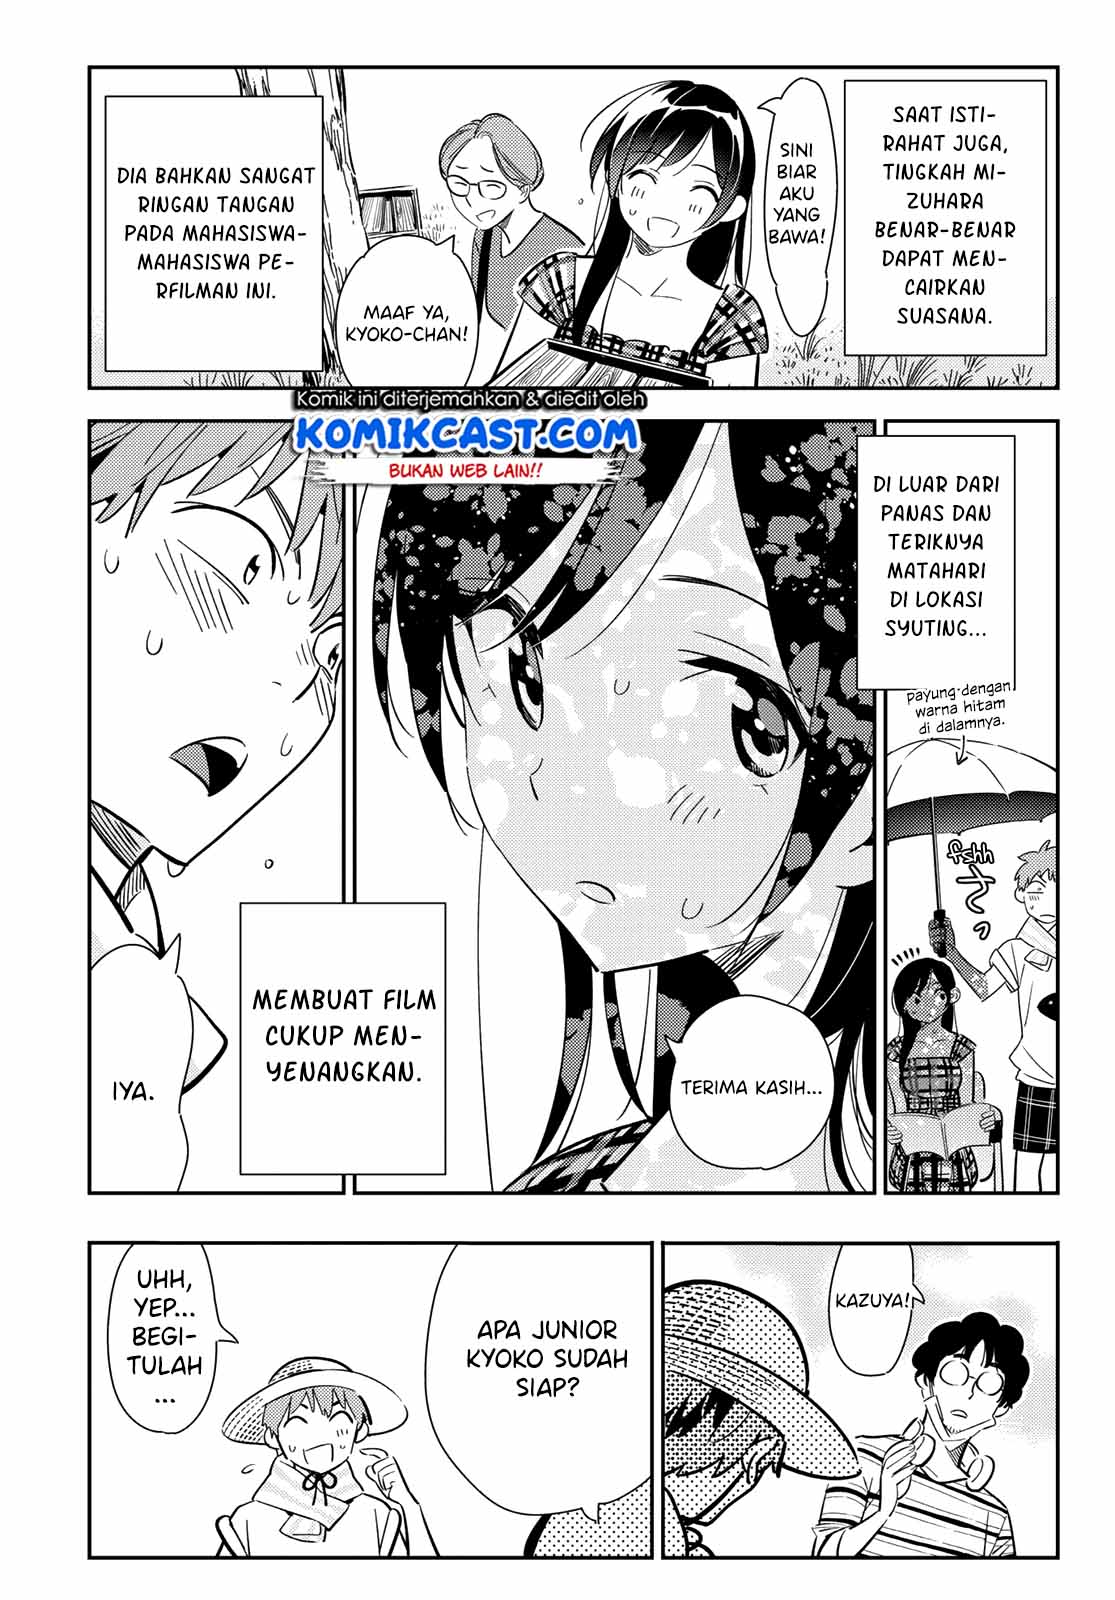 SAAT ISTI-
RAHAT JUGA,
TINGKAH MI-
ZUHARA
BENAR-BENAR
DAPAT MEN-
CAIRKAN
SUASANA.
SINI
BIAR
AKU
YANG
BAWA!
MAAF YA,
KYOKO-CHAN!
DIA BAHKAN SANGAT
RINGAN TANGAN
PADA MAHASISWA-
MAHASISWA PE-
RFILMAN INI.
Komik ini diterjemahkan & diedit oleh
KOMIKCAST.COM
BUKAN WEB LAIN!!
DI LUAR DARI
PANAS DAN
TERIKNYA
MATAHARI
DI LOKASI
SYUTING...
payung dengan
warna hitam
di dalamnya.
fshh
さっ
TERIMA KASIH...
MEMBUAT FILM
CUKUP MEN-
YENANGKAN.
IYA.
KAZUYA!
APA JUNIOR
KYOKO SUDAH
SIAP?
UHH,
YEP...
BEGI-
TULAH
...